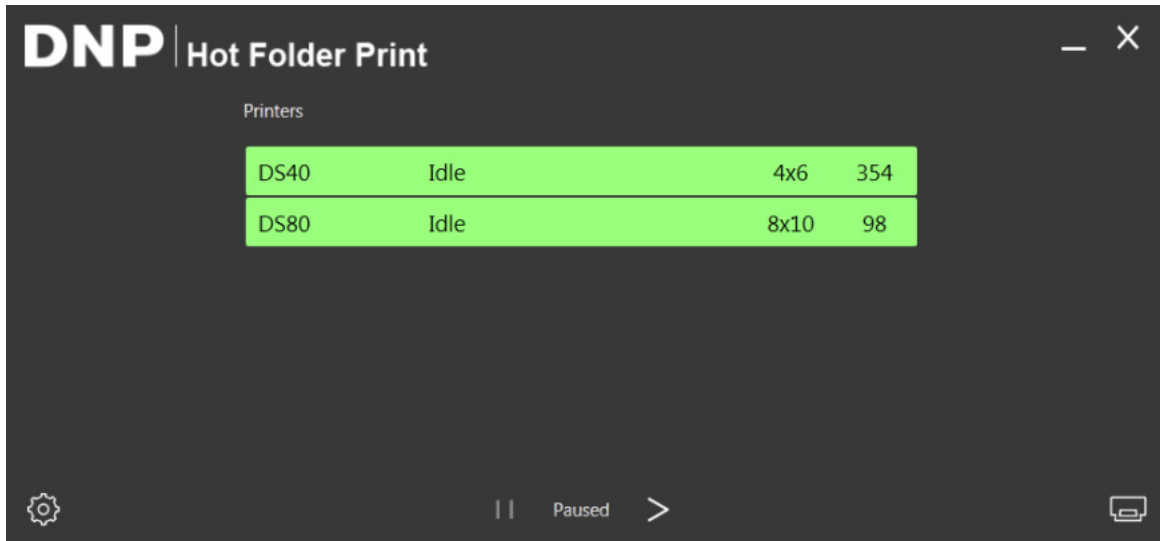 DNP Hot Folder Print
Printers
DS40 Idle 4x6 354
DS80 Idle 8x10 98
Paused